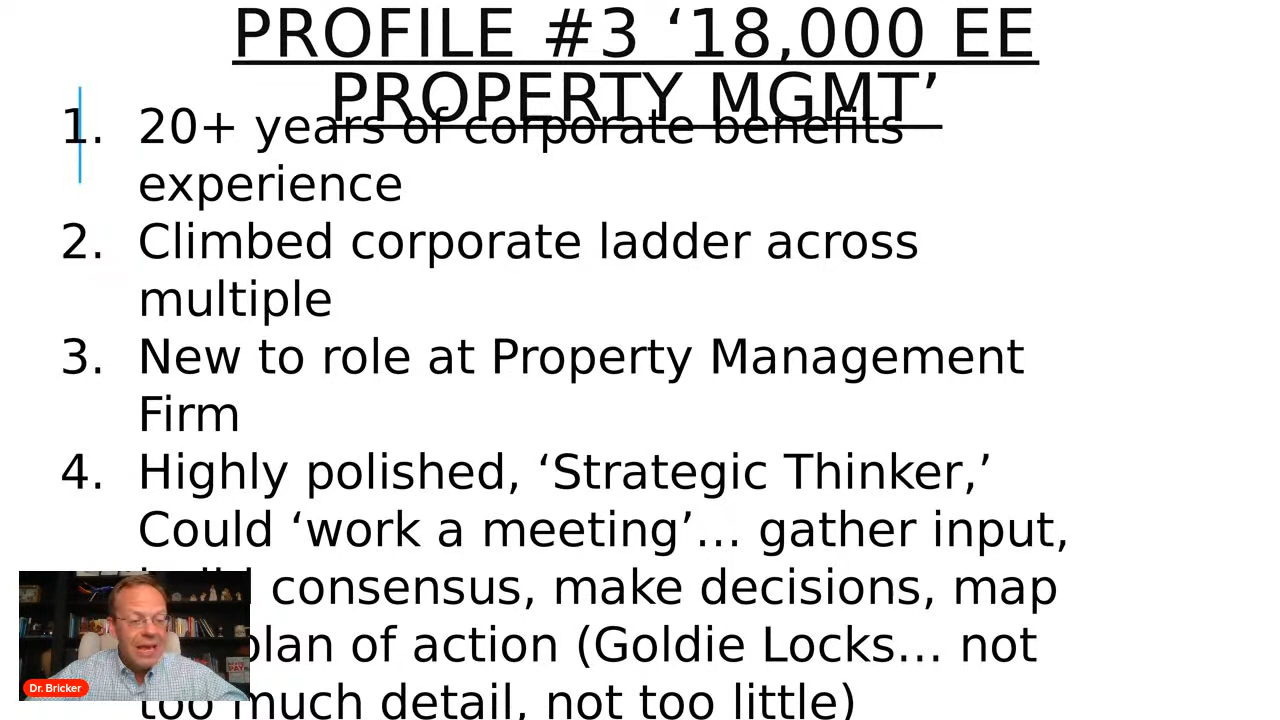 PROFILE #3 ‘18,000 EE
PROPERTY MGMT’
1. 20+ years of corporate benefits
experience
2. Climbed corporate ladder across
multiple
3. New to role at Property Management
Firm
4. Highly polished, ‘Strategic Thinker,’
Could ‘work a meeting’... gather input,
consensus, make decisions, map
plan of action (Goldie Locks... not
too much detail, not too little)
Dr. Bricker